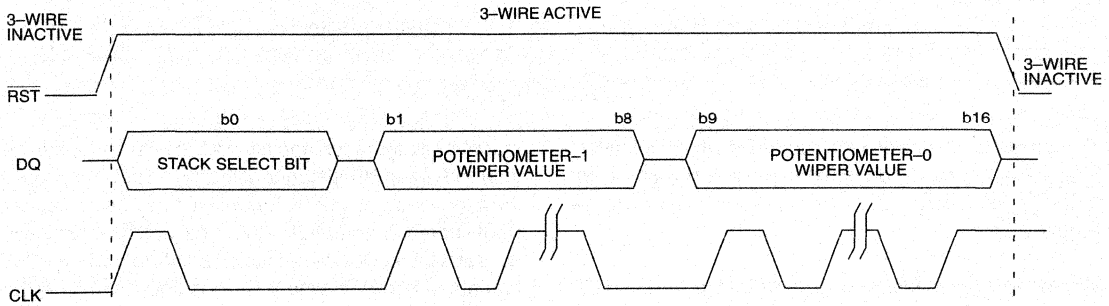 3–WIRE ACTIVE
3–WIRE
INACTIVE
3–WIRE
INACTIVE
RST
b0
b1
b8
b9
b16
DQ
STACK SELECT BIT
POTENTIOMETER–1
WIPER VALUE
POTENTIOMETER–0
WIPER VALUE
CLK